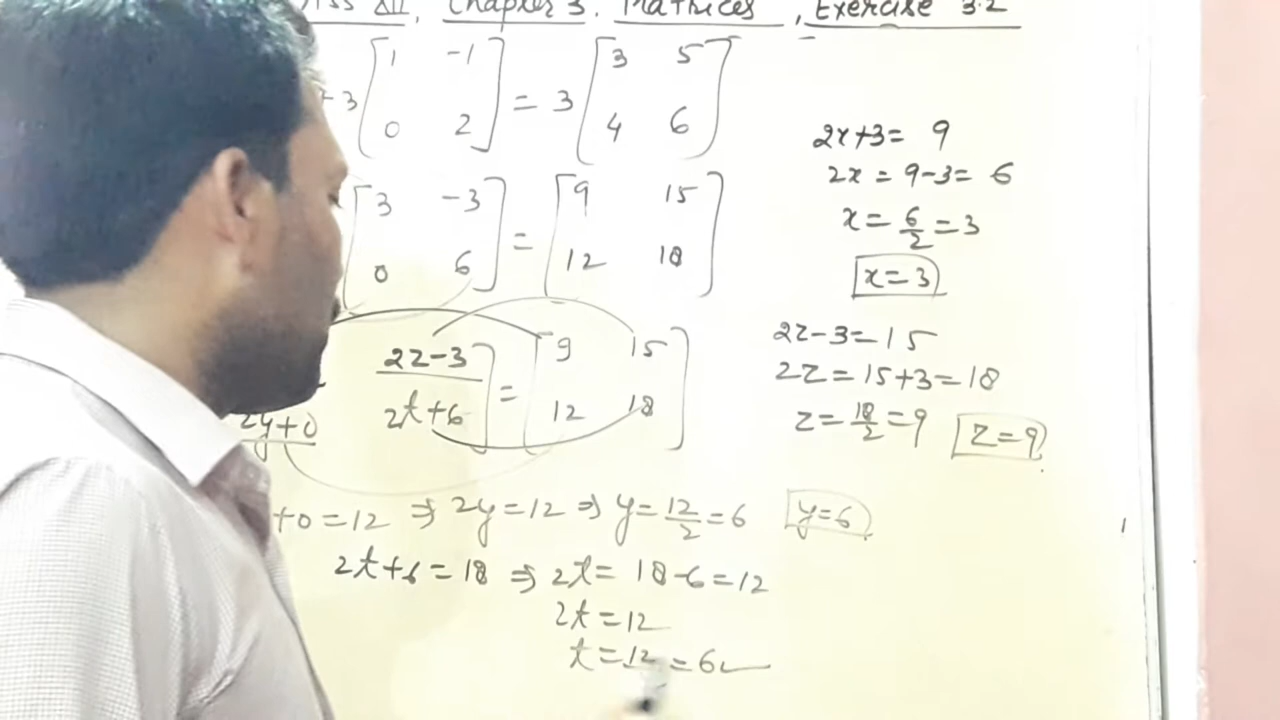 XII, Chapter 3. Matrices, Exercise 3.2
+3 [1 -1 = 3 [3 5
0 2] 4 6]
[3 -3 = [9 15
0 6] 12 18]
2z-3 = [9 15
2y+0 2t+6] 12 18]
+0=12 ⇒ 2y=12 ⇒ y=12/2=6 y=6
2t+6=18 ⇒ 2t=18-6=12
2t=12
t=12 =6
2x+3=9
2x=9-3=6
x=6/2=3
x=3
2z-3=15
2z=15+3=18
z=18/2=9 z=9